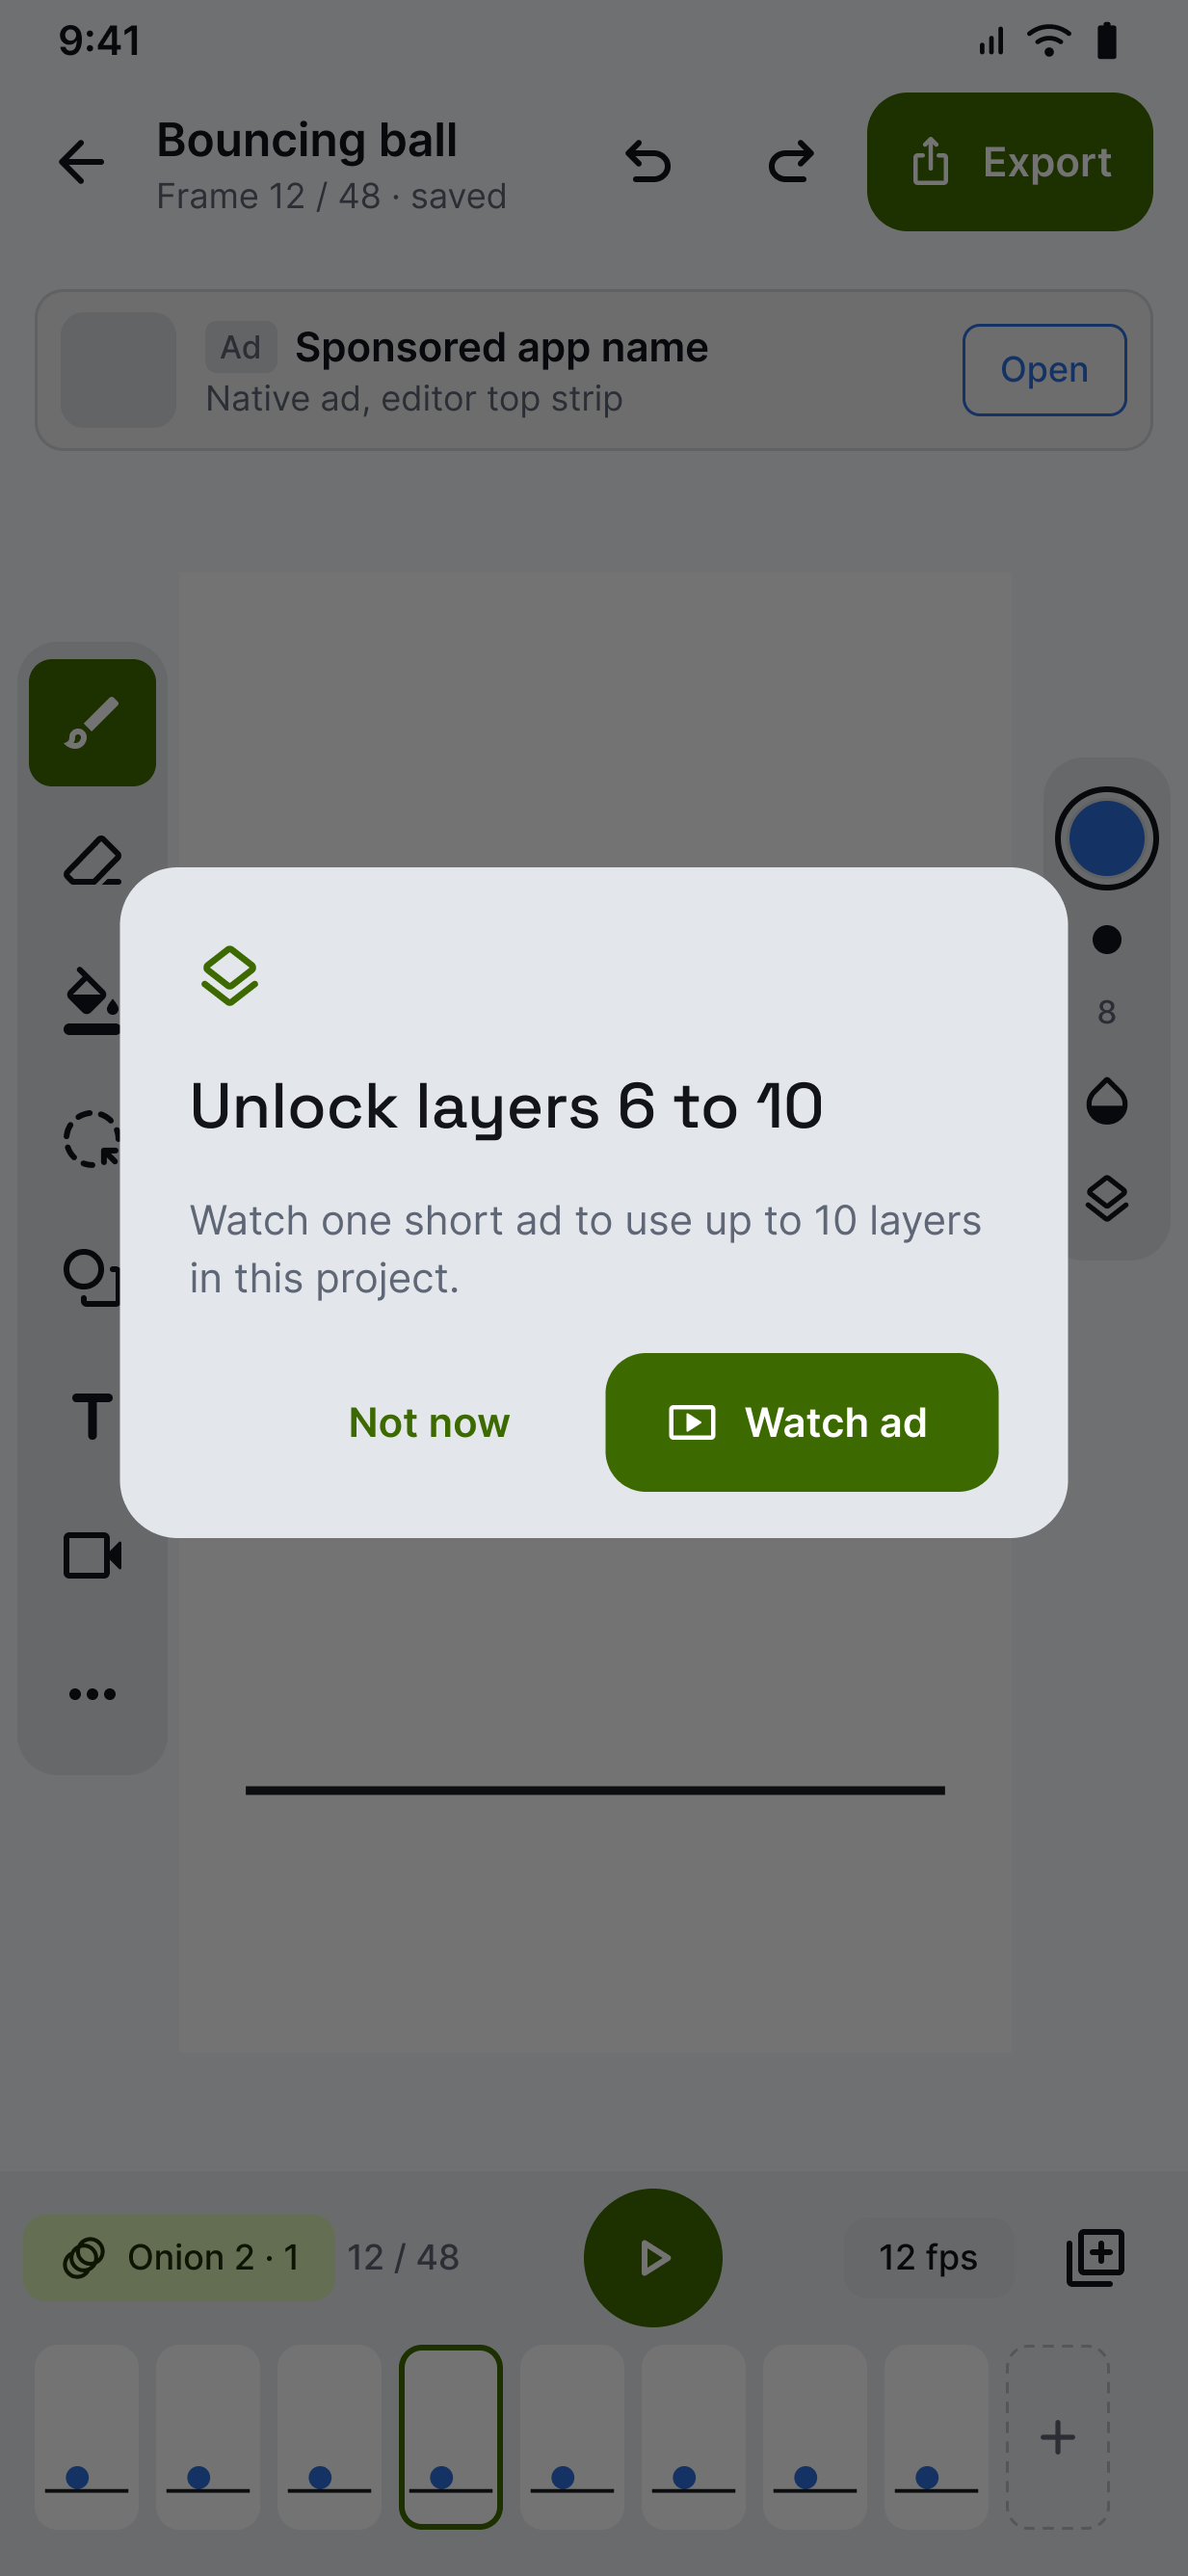 9:41
Bouncing ball
Frame 12 / 48 · saved
Export
Ad Sponsored app name
Native ad, editor top strip
Open
8
Unlock layers 6 to 10
Watch one short ad to use up to 10 layers
in this project.
Not now
Watch ad
Onion 2 · 1
12 / 48
12 fps